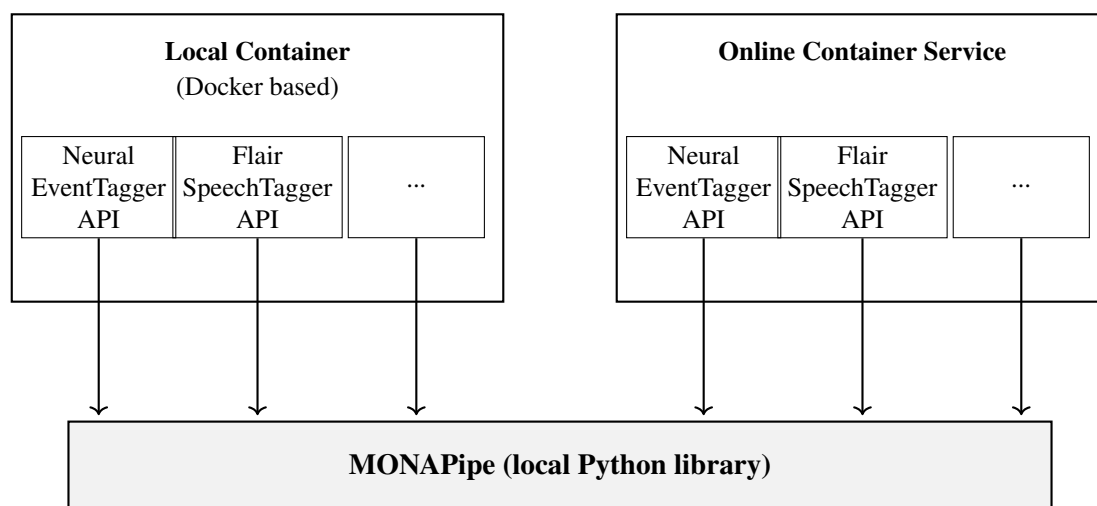 Local Container
(Docker based)
Neural
EventTagger
API
Flair
SpeechTagger
API
...
Online Container Service
Neural
EventTagger
API
Flair
SpeechTagger
API
...
MONAPipe (local Python library)